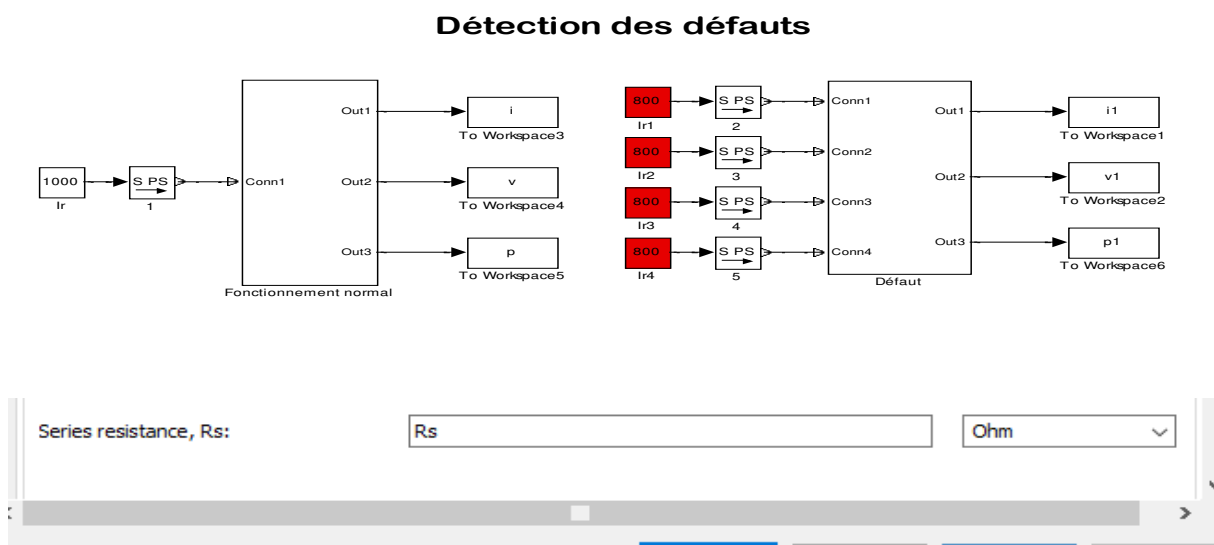 Détection des défauts
1000
Ir
S PS
1
Conn1
Out1
Out2
Out3
Fonctionnement normal
i
To Workspace3
v
To Workspace4
p
To Workspace5
800
Ir1
S PS
2
Conn1
800
Ir2
S PS
3
Conn2
800
Ir3
S PS
4
Conn3
800
Ir4
S PS
5
Conn4
Out1
Out2
Out3
Défaut
i1
To Workspace1
v1
To Workspace2
p1
To Workspace6
Series resistance, Rs:
Rs
Ohm